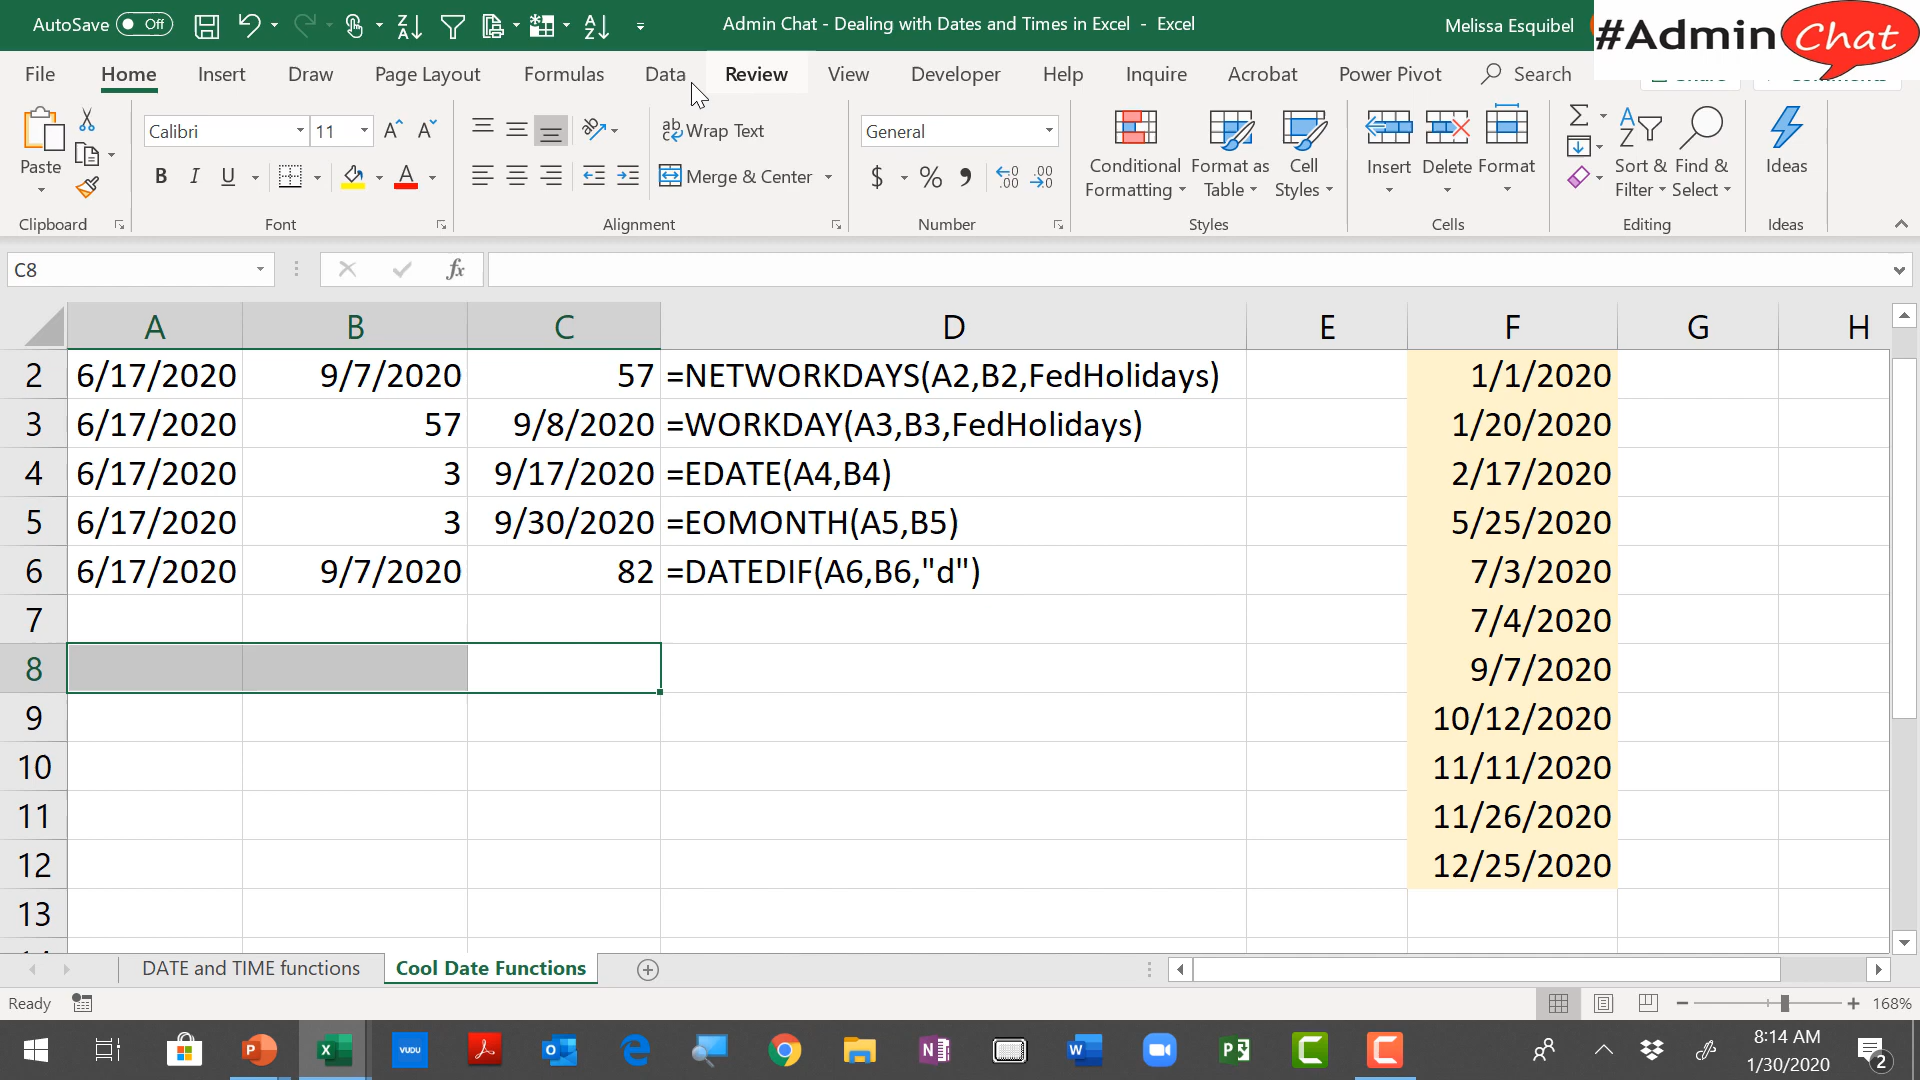 AutoSave Off
Admin Chat - Dealing with Dates and Times in Excel - Excel
Melissa Esquibel
#Admin Chat
File Home Insert Draw Page Layout Formulas Data Review View Developer Help Inquire Acrobat Power Pivot Search
Paste
Clipboard
Calibri 11
B I U
Font
Wrap Text
Merge & Center
Alignment
General
$ % 9
Number
Conditional Formatting
Format as Table
Cell Styles
Styles
Insert Delete Format
Cells
Sort & Filter
Find & Select
Editing
Ideas
Ideas
C8 fx
A B C D E F G H
2 6/17/2020 9/7/2020 57 =NETWORKDAYS(A2,B2,FedHolidays) 1/1/2020
3 6/17/2020 57 9/8/2020 =WORKDAY(A3,B3,FedHolidays) 1/20/2020
4 6/17/2020 3 9/17/2020 =EDATE(A4,B4) 2/17/2020
5 6/17/2020 3 9/30/2020 =EOMONTH(A5,B5) 5/25/2020
6 6/17/2020 9/7/2020 82 =DATEDIF(A6,B6,"d") 7/3/2020
7 7/4/2020
8 9/7/2020
9 10/12/2020
10 11/11/2020
11 11/26/2020
12 12/25/2020
13
DATE and TIME functions Cool Date Functions
Ready 168%
VUDU
8:14 AM
1/30/2020
2